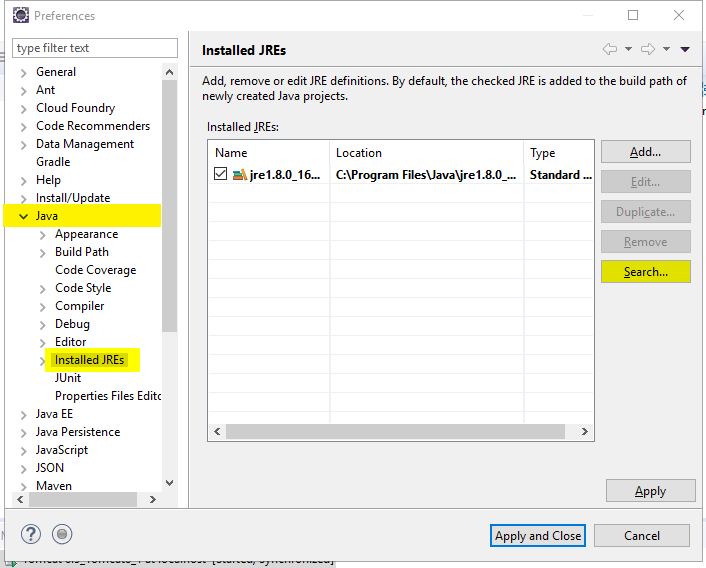 Preferences
type filter text
Installed JREs
General
Ant
Cloud Foundry
Code Recommenders
Data Management
Gradle
Help
Install/Update
Java
Appearance
Build Path
Code Coverage
Code Style
Compiler
Debug
Editor
Installed JREs
JUnit
Properties Files Edito
Java EE
Java Persistence
JavaScript
JSON
Maven
Add, remove or edit JRE definitions. By default, the checked JRE is added to the build path of
newly created Java projects.
Installed JREs:
Name Location Type
jre1.8.0_16... C:\Program Files\Java\jre1.8.0_... Standard ...
Add...
Edit...
Duplicate...
Remove
Search...
Apply
?
Apply and Close Cancel